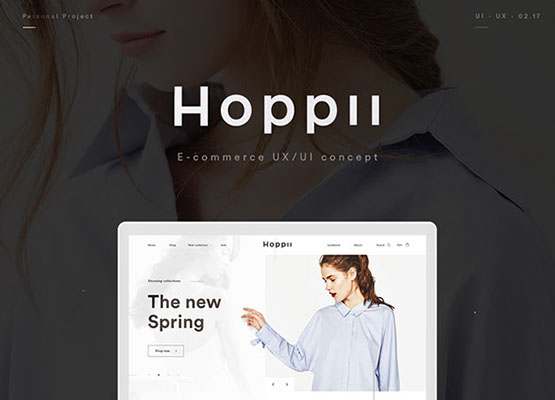 Personal Project
UI - UX - 02.17
Hoppii
E-commerce UX/UI concept
Home Shop New collection Sale Hoppii Lookbook About Search Cart
Stunning collections
The new
Spring
Shop now